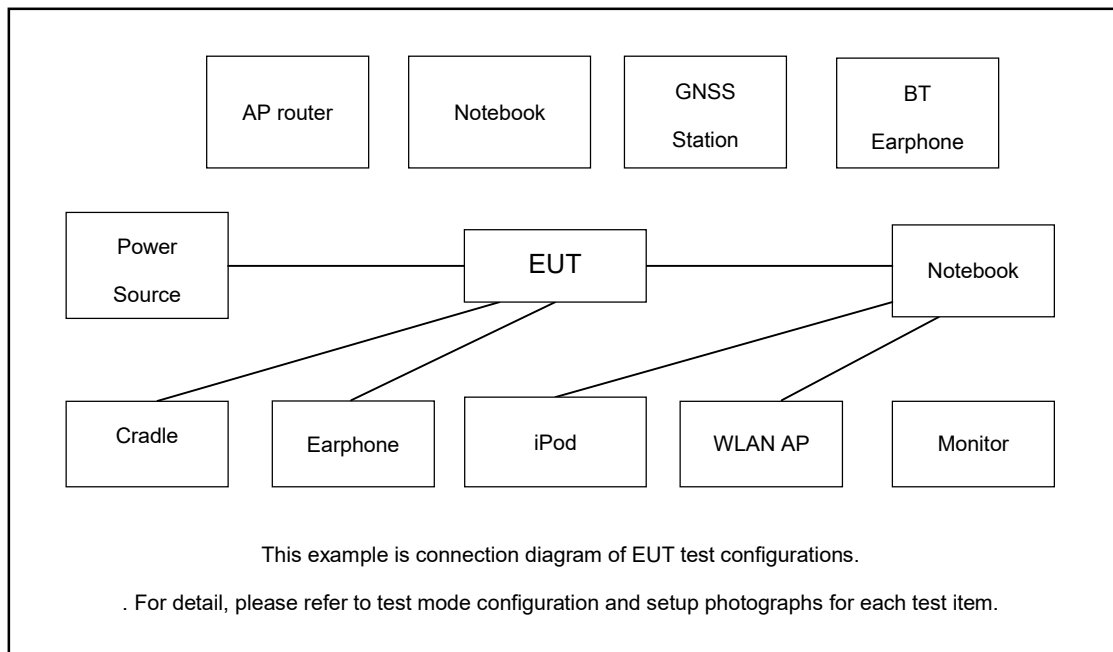 AP router
Notebook
GNSS
Station
BT
Earphone
Power
Source
EUT
Notebook
Cradle
Earphone
iPod
WLAN AP
Monitor
This example is connection diagram of EUT test configurations.
. For detail, please refer to test mode configuration and setup photographs for each test item.